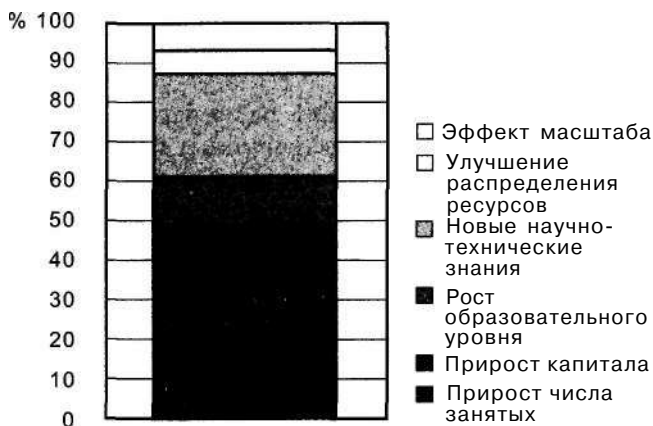 % 100
90
80
70
60
50
40
30
20
10
0
Эффект масштаба
Улучшение
распределения
ресурсов
Новые научно-
технические
знания
Рост
образовательного
уровня
Прирост капитала
Прирост числа
занятых